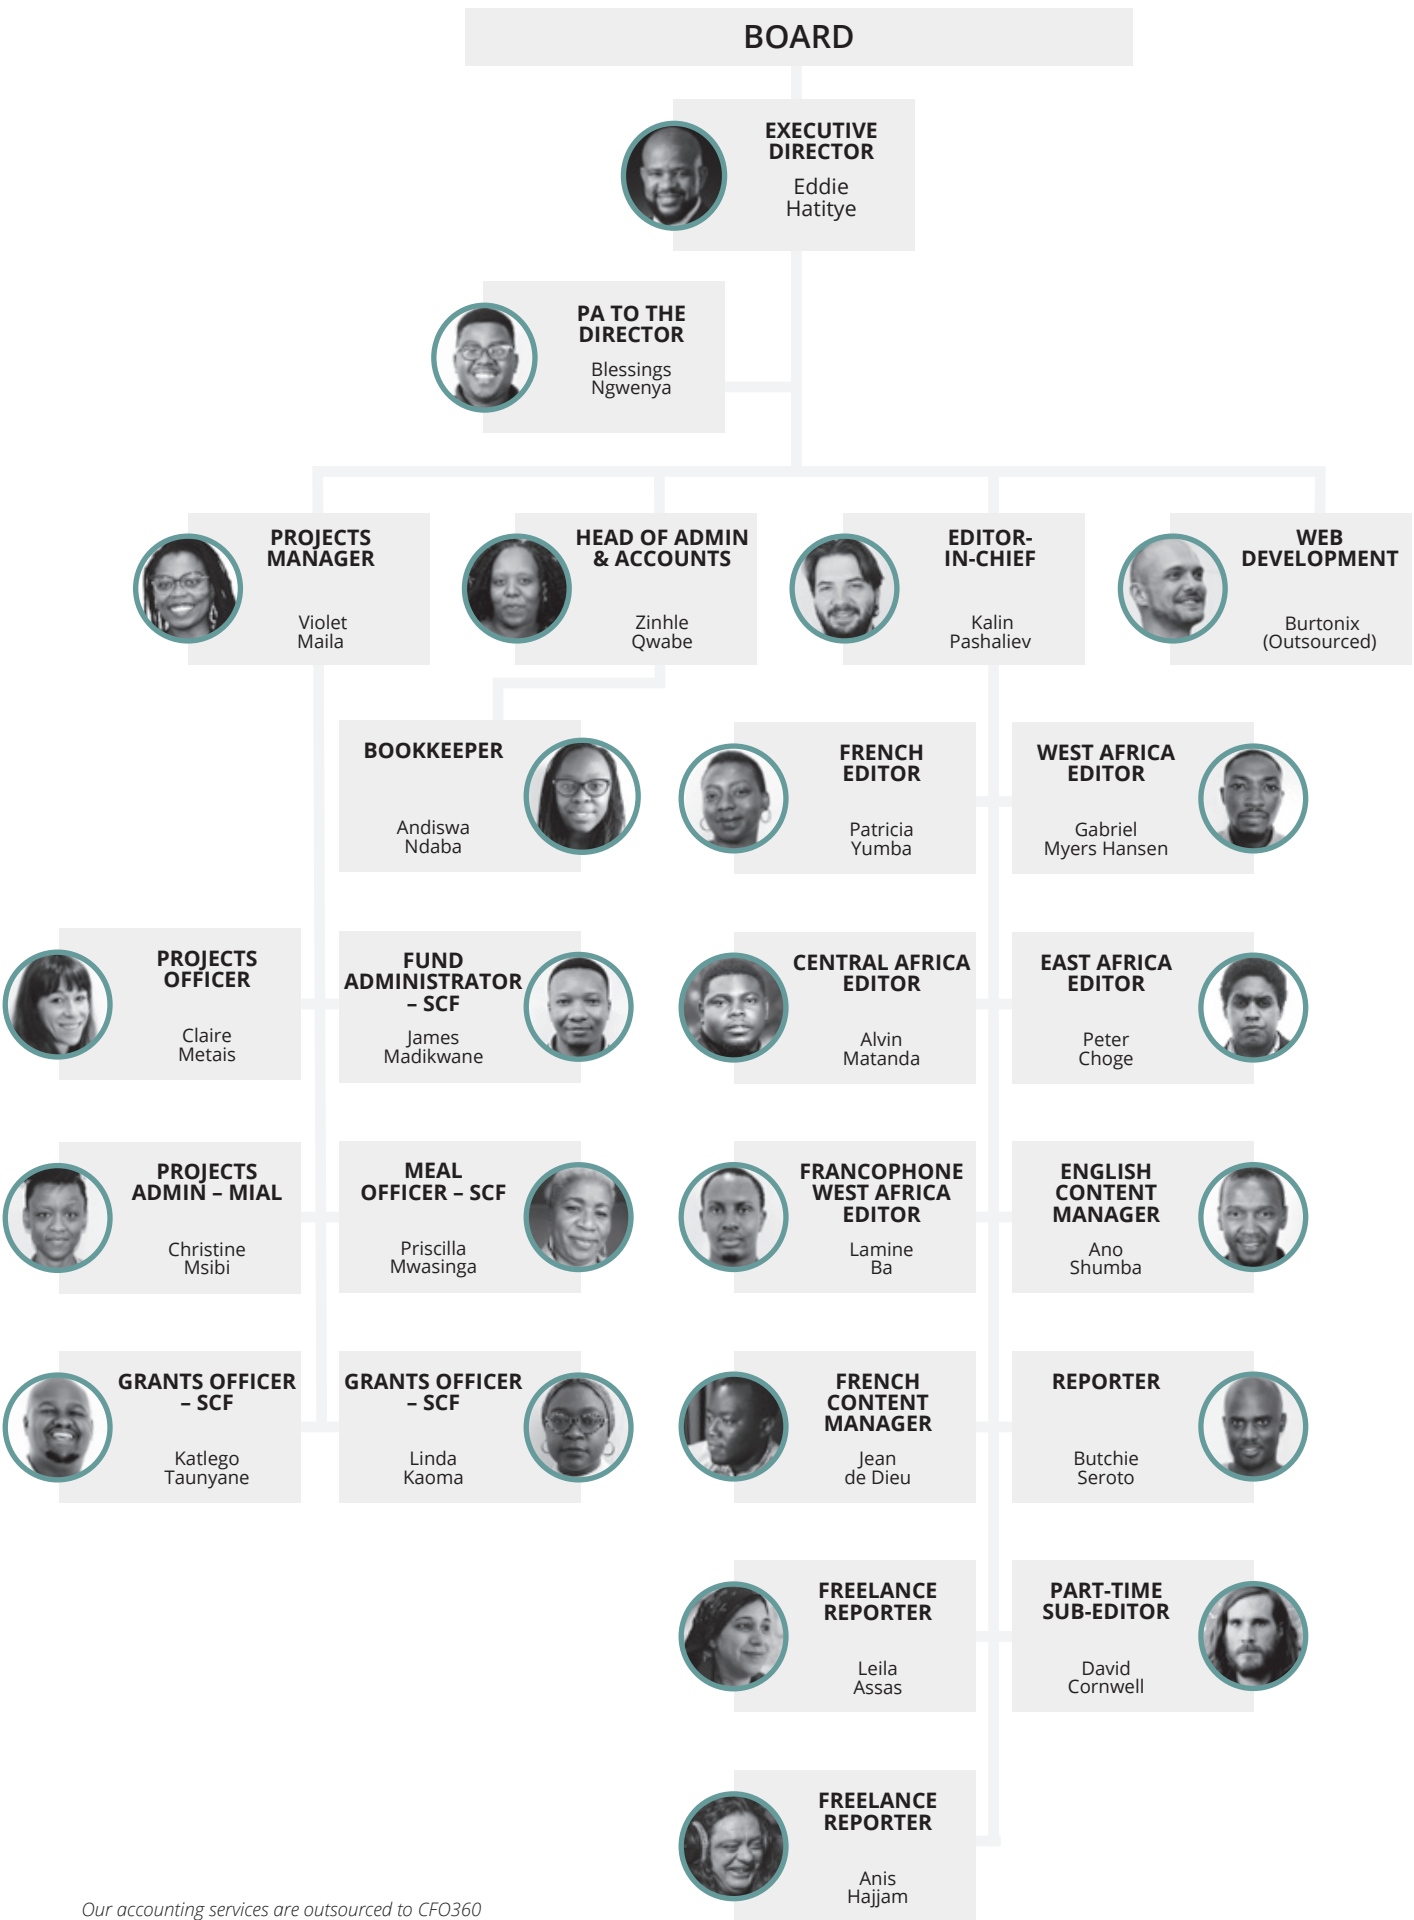 BOARD
EXECUTIVE
DIRECTOR
Eddie
Hatitye
PA TO THE
DIRECTOR
Blessings
Ngwenya
PROJECTS
MANAGER
Violet
Maila
HEAD OF ADMIN
& ACCOUNTS
Zinhle
Qwabe
EDITOR-
IN-CHIEF
Kalin
Pashaliev
WEB
DEVELOPMENT
Burtonix
(Outsourced)
BOOKKEEPER
Andiswa
Ndaba
FRENCH
EDITOR
Patricia
Yumba
WEST AFRICA
EDITOR
Gabriel
Myers Hansen
PROJECTS
OFFICER
Claire
Metais
FUND
ADMINISTRATOR
– SCF
James
Madikwane
CENTRAL AFRICA
EDITOR
Alvin
Matanda
EAST AFRICA
EDITOR
Peter
Choge
PROJECTS
ADMIN – MIAL
Christine
Msibi
MEAL
OFFICER – SCF
Priscilla
Mwasinga
FRANCOPHONE
WEST AFRICA
EDITOR
Lamine
Ba
ENGLISH
CONTENT
MANAGER
Ano
Shumba
GRANTS OFFICER
– SCF
Katlego
Taunyane
GRANTS OFFICER
– SCF
Linda
Kaoma
FRENCH
CONTENT
MANAGER
Jean
de Dieu
REPORTER
Butchie
Seroto
FREELANCE
REPORTER
Leila
Assas
PART-TIME
SUB-EDITOR
David
Cornwell
FREELANCE
REPORTER
Anis
Hajjam
Our accounting services are outsourced to CFO360